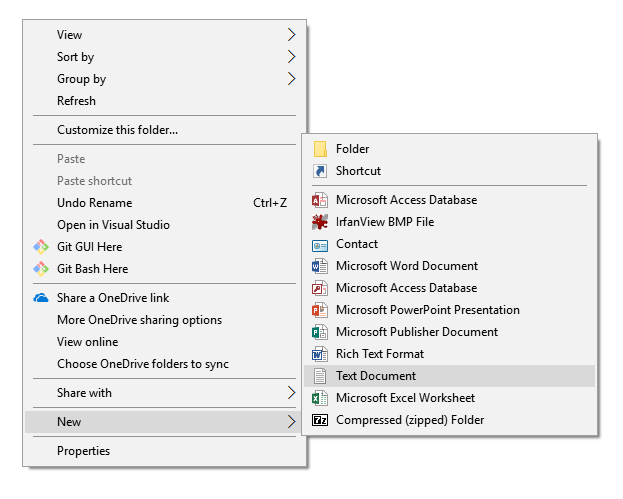 View
Sort by
Group by
Refresh
Customize this folder...
Paste
Paste shortcut
Undo Rename Ctrl+Z
Open in Visual Studio
Git GUI Here
Git Bash Here
Share a OneDrive link
More OneDrive sharing options
View online
Choose OneDrive folders to sync
Share with
New
Properties
Folder
Shortcut
Microsoft Access Database
IrfanView BMP File
Contact
Microsoft Word Document
Microsoft Access Database
Microsoft PowerPoint Presentation
Microsoft Publisher Document
Rich Text Format
Text Document
Microsoft Excel Worksheet
Compressed (zipped) Folder